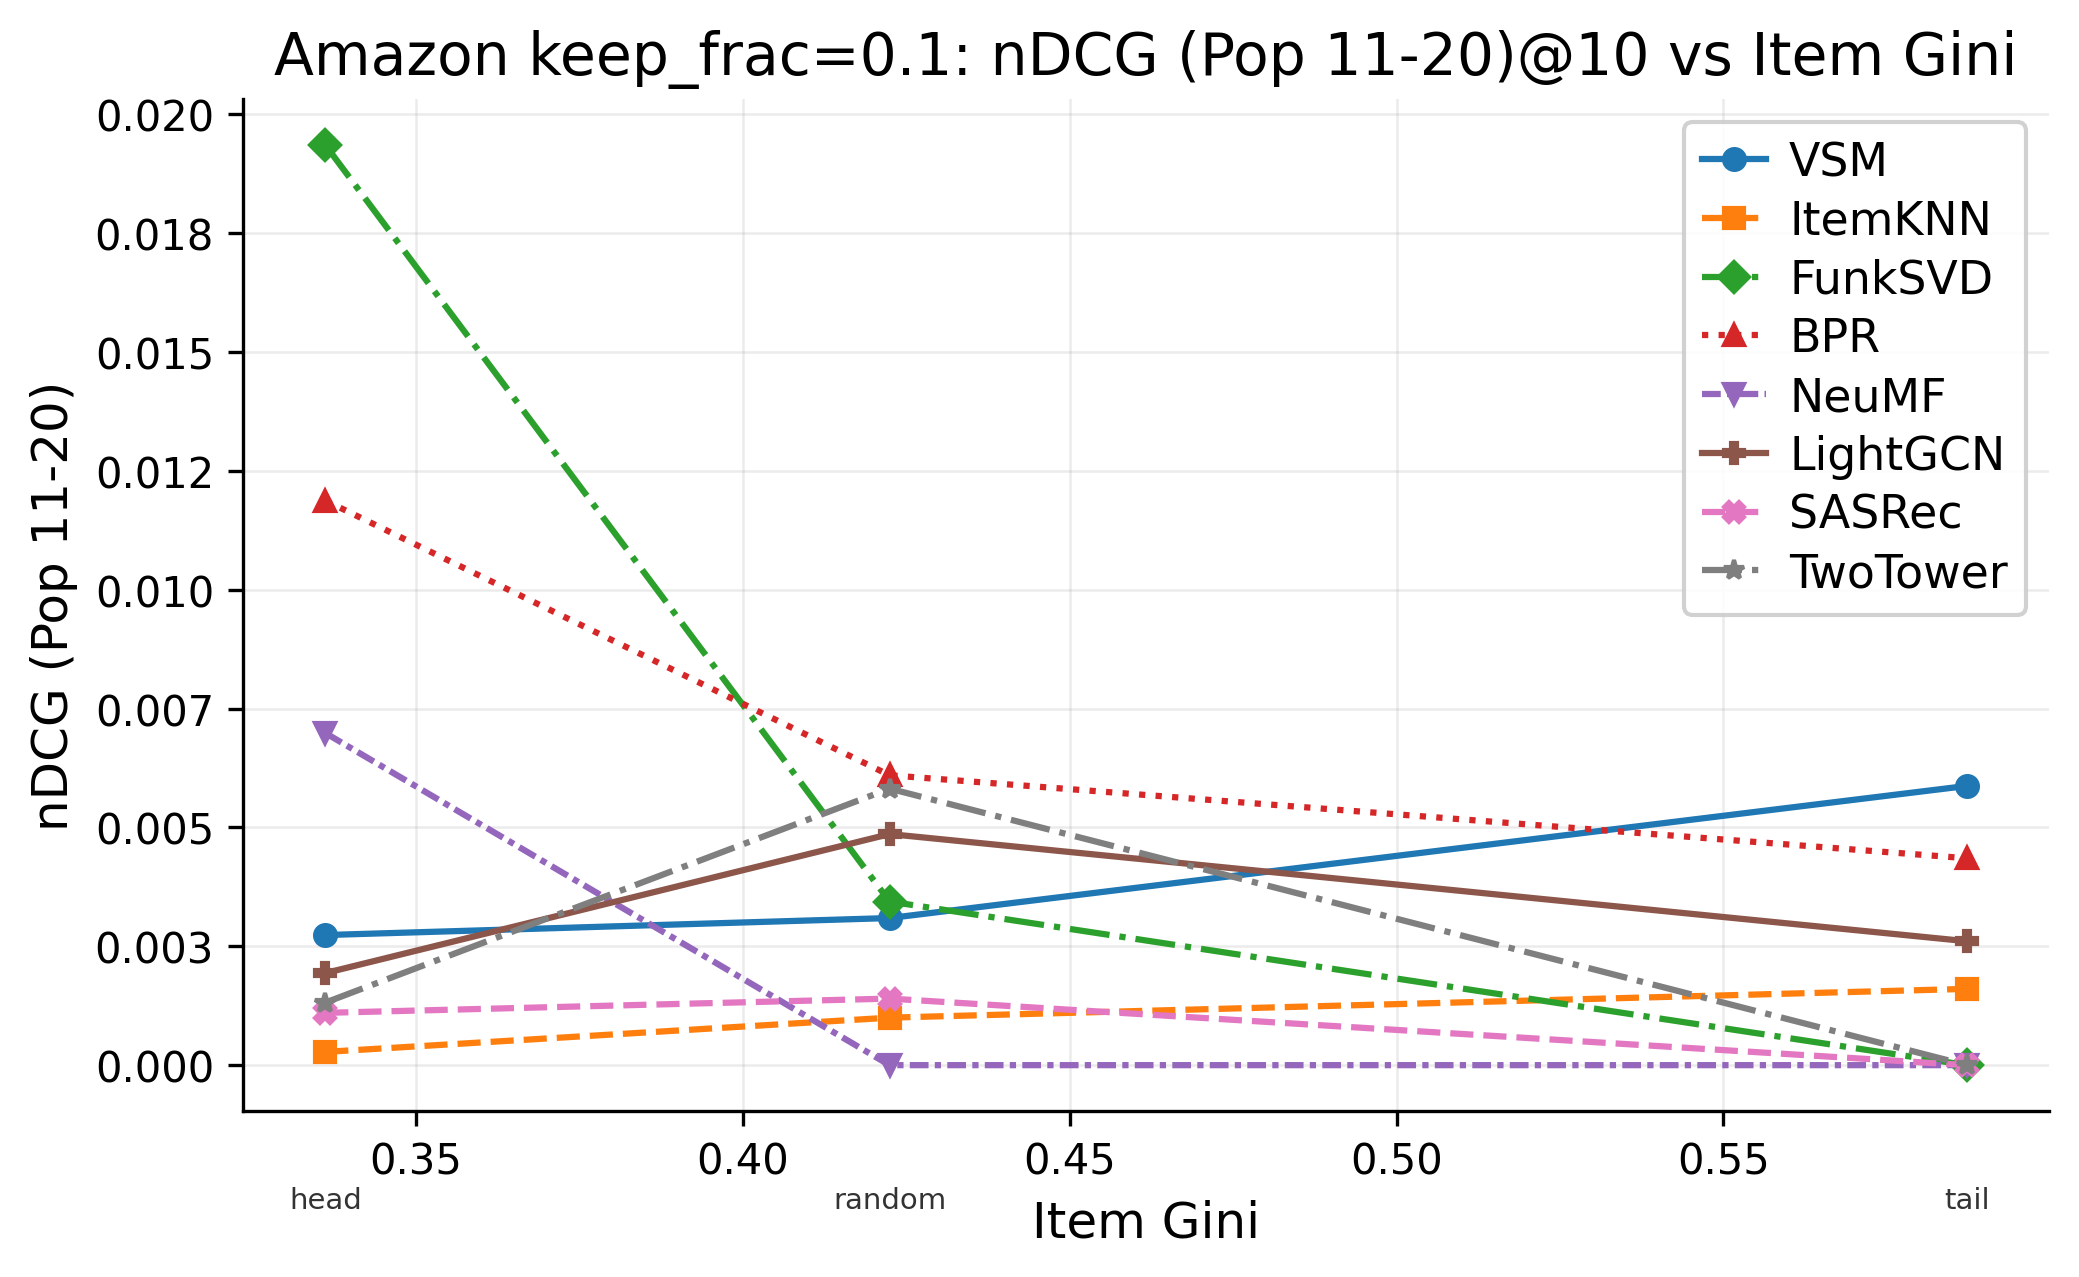 Amazon keep_frac=0.1: nDCG (Pop 11-20)@10 vs Item Gini
nDCG (Pop 11-20)
0.020
0.018
0.015
0.012
0.010
0.007
0.005
0.003
0.000
VSM
ItemKNN
FunkSVD
BPR
NeuMF
LightGCN
SASRec
TwoTower
0.35 0.40 0.45 0.50 0.55
head random tail
Item Gini